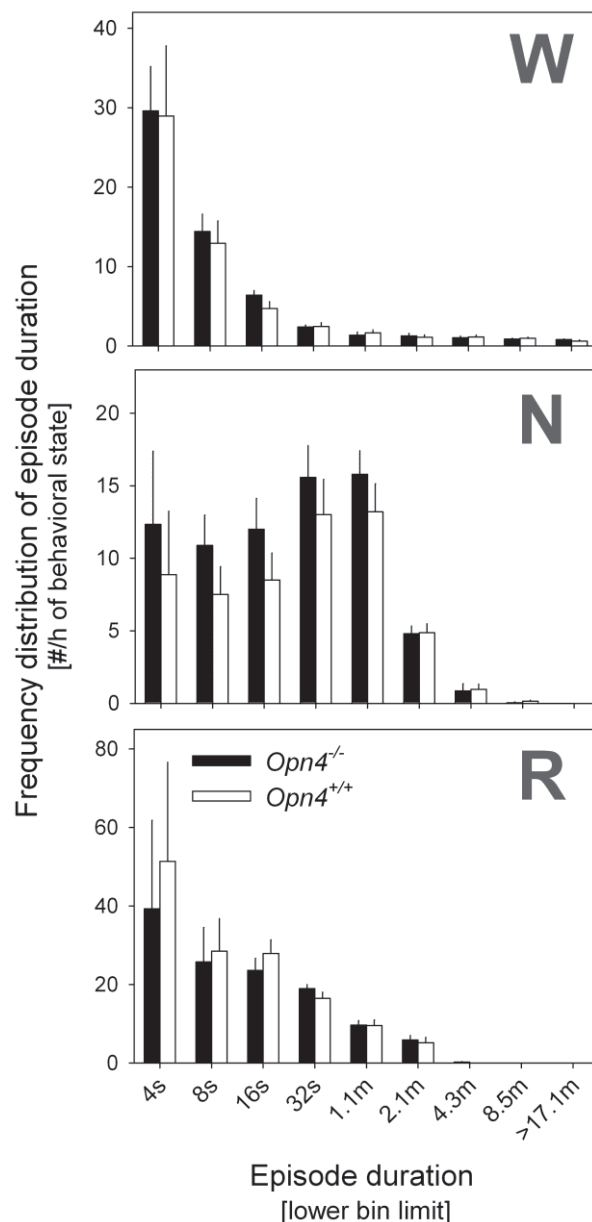 Frequency distribution of episode duration
[#/h of behavioral state]
W
40
30
20
10
0
N
20
15
10
5
0
R
Opn4-/-
Opn4+/+
80
60
40
20
0
4s
8s
16s
32s
1.1m
2.1m
4.3m
8.5m
>17.1m
Episode duration
[lower bin limit]